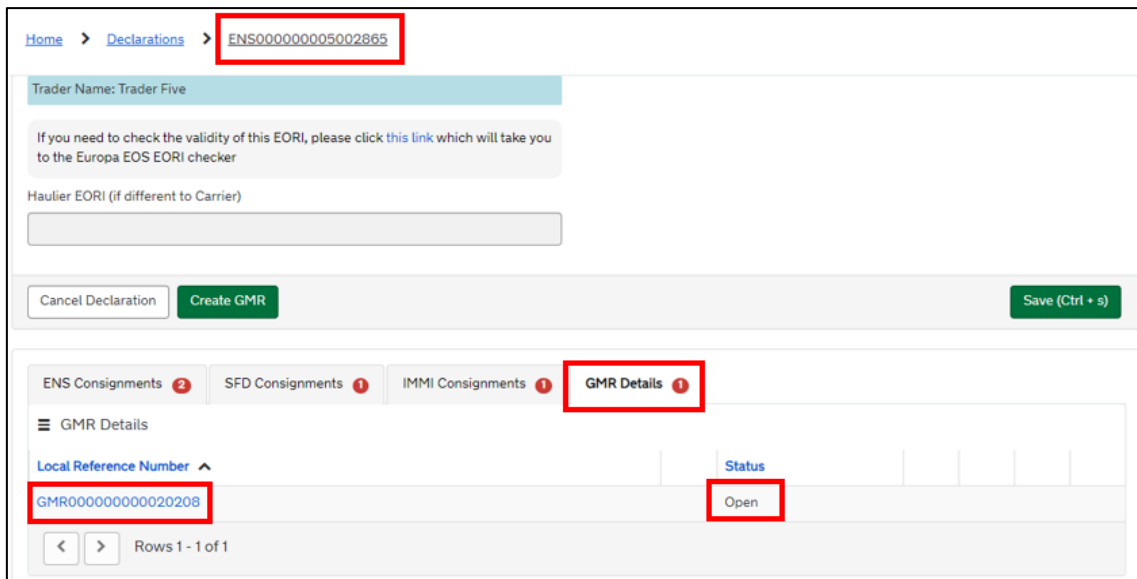 Home > Declarations > ENS000000005002865
Trader Name: Trader Five
If you need to check the validity of this EORI, please click this link which will take you
to the Europa EOS EORI checker
Haulier EORI (if different to Carrier)
Cancel Declaration Create GMR Save (Ctrl + s)
ENS Consignments 2 SFD Consignments 1 IMMI Consignments 1 GMR Details 1
GMR Details
Local Reference Number Status
GMR000000000020208 Open
< > Rows 1 - 1 of 1